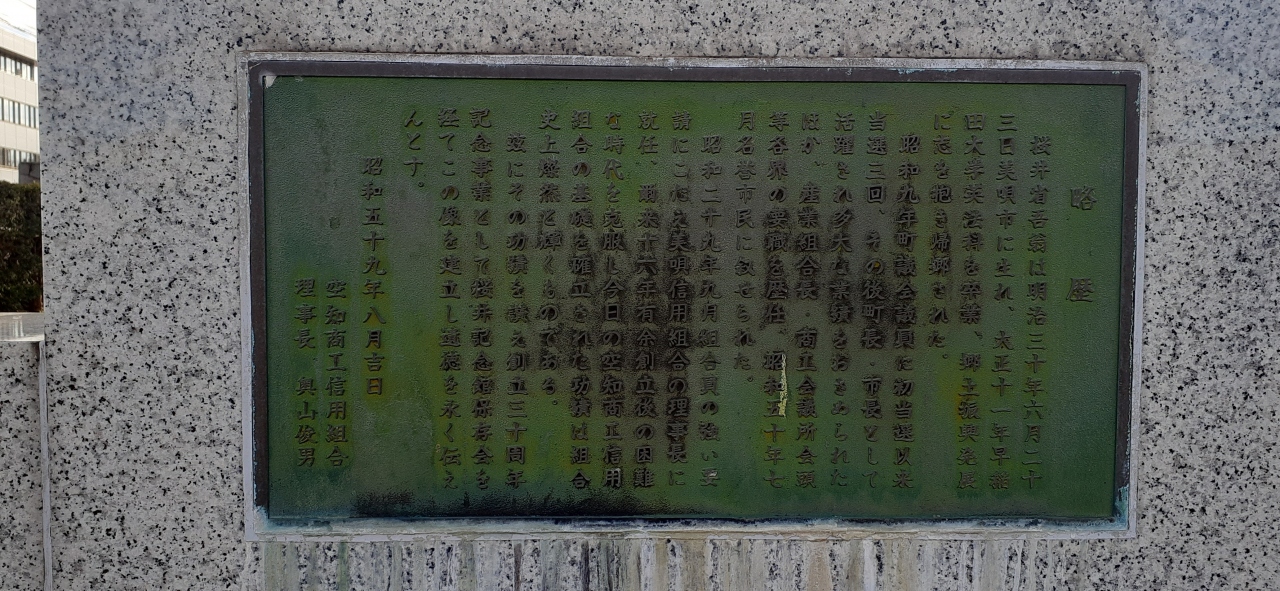 略歴
桜井省吾翁は明治三十年六月二十
三日美唄市に生れ、大正十一年早稲
田大学英法科を卒業、郷土振興発展
に志を抱き帰郷された。
昭和九年町議会議員に初当選以来
当選三回、その後町長 市長として
活躍され多大な業績をおさめられた
ほか、産業組合長・商工会議所会頭
等各界の要職を歴任、昭和五十年七
月名誉市民に叙せられた。
昭和二十九年九月組合員の強い要
請にこたえ美唄信用組合の理事長に
就任、爾来十六年有余創立後の困難
な時代を克服し今日の空知商工信用
組合の基礎を確立された功績は組合
史上燦然と輝くものである。
茲にその功績を讃え創立三十周年
記念事業として桜井記念館保存会を
経てこの像を建立し遺徳を永く伝え
んとす。
昭和五十九年八月吉日
空知商工信用組合
理事長 奥山俊男